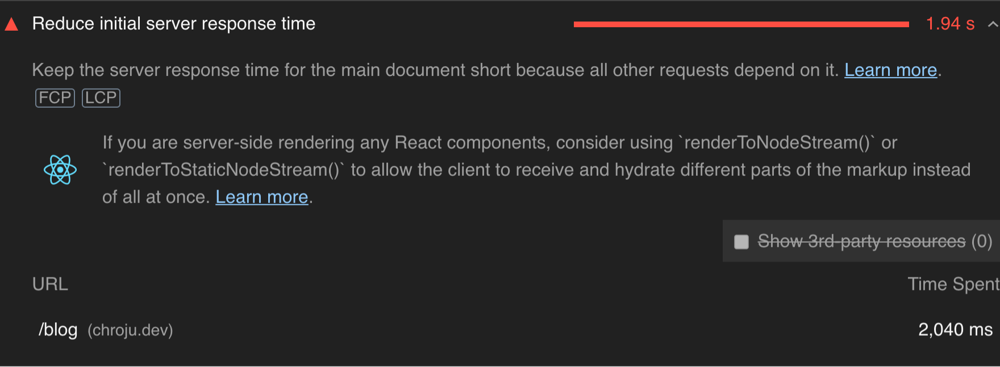 Reduce initial server response time 1.94 s
Keep the server response time for the main document short because all other requests depend on it. Learn more.
FCP LCP
If you are server-side rendering any React components, consider using `renderToNodeStream()` or
`renderToStaticNodeStream()` to allow the client to receive and hydrate different parts of the markup instead
of all at once. Learn more.
Show 3rd-party resources (0)
URL Time Spent
/blog (chroju.dev) 2,040 ms